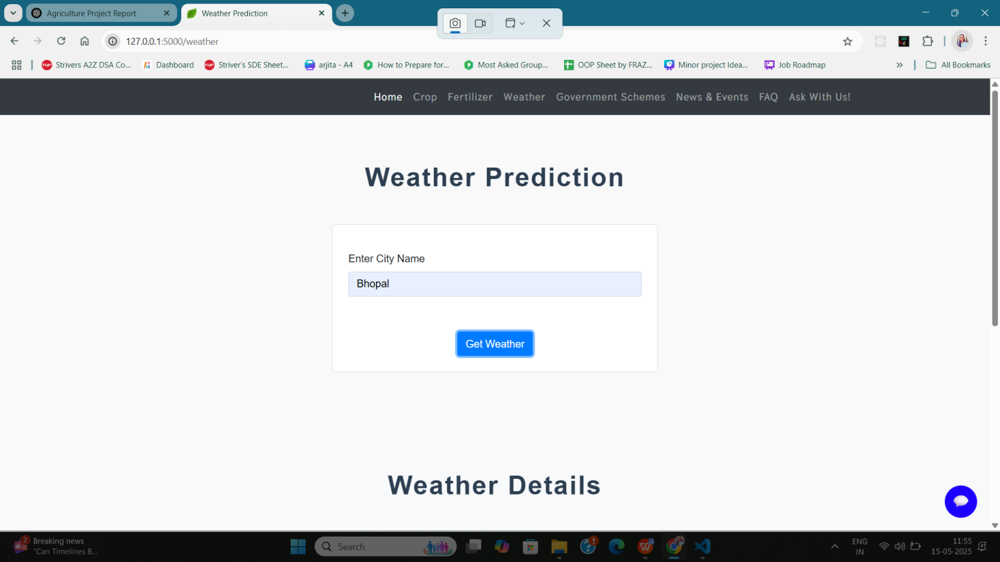 Agriculture Project Report
Weather Prediction
127.0.0.1:5000/weather
TUF Strivers A2Z DSA Co...
Dashboard
TUF Striver's SDE Sheet...
arjita - A4
How to Prepare for...
Most Asked Group...
OOP Sheet by FRAZ...
Minor project Idea...
Job Roadmap
All Bookmarks
Home Crop Fertilizer Weather Government Schemes News & Events FAQ Ask With Us!
Weather Prediction
Enter City Name
Bhopal
Get Weather
Weather Details
2
Breaking news
"Can Timelines B...
Search
ENG
IN
11:55
15-05-2025